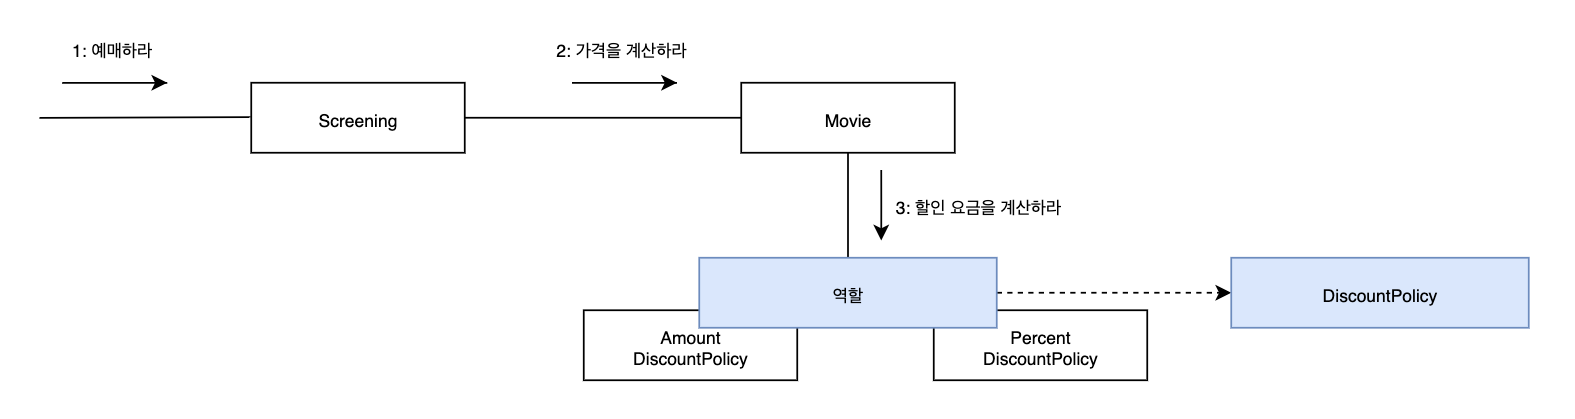 1: 예매하라
2: 가격을 계산하라
Screening
Movie
3: 할인 요금을 계산하라
역할
DiscountPolicy
Amount
DiscountPolicy
Percent
DiscountPolicy